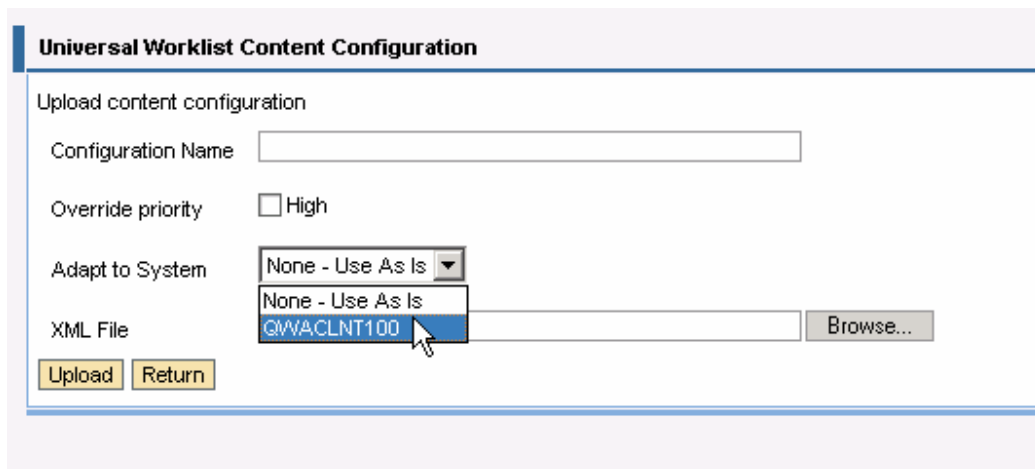 Universal Worklist Content Configuration
Upload content configuration
Configuration Name
Override priority High
Adapt to System None - Use As Is
None - Use As Is
QWACLNT100
XML File Browse...
Upload Return